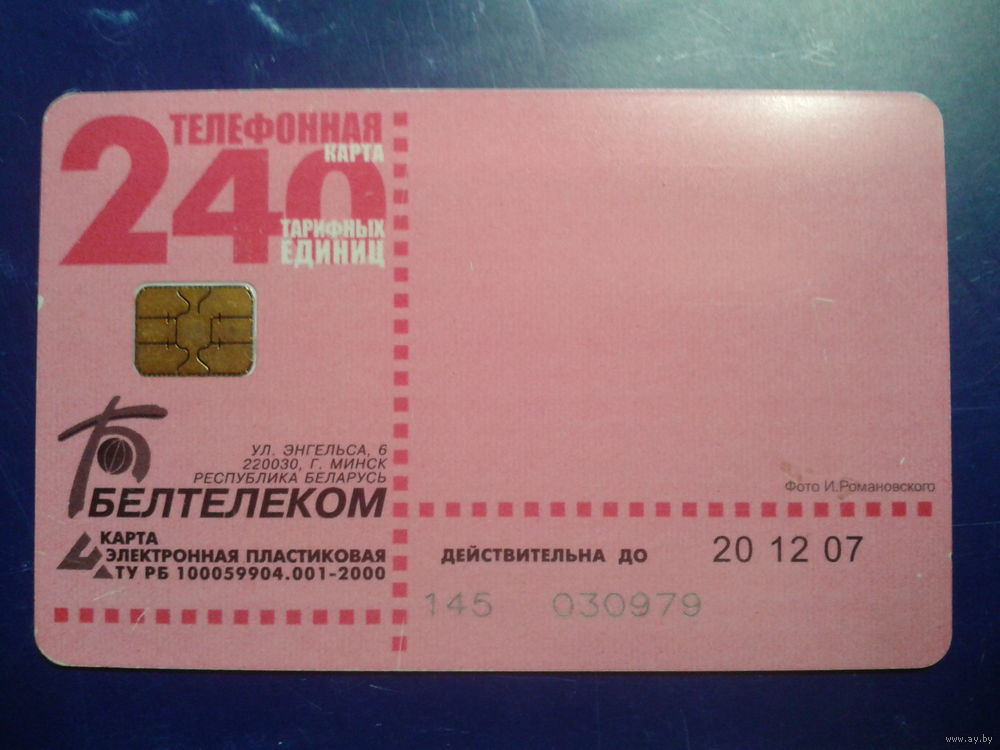 ТЕЛЕФОННАЯ
КАРТА
240
ТАРИФНЫХ
ЕДИНИЦ
УЛ. ЭНГЕЛЬСА, 6
220030, Г. МИНСК
РЕСПУБЛИКА БЕЛАРУСЬ
БЕЛТЕЛЕКОМ
КАРТА
ЭЛЕКТРОННАЯ ПЛАСТИКОВАЯ
ТУ РБ 100059904.001-2000
Фото И.Романовского
ДЕЙСТВИТЕЛЬНА ДО 20 12 07
145 030979
www.ay.by